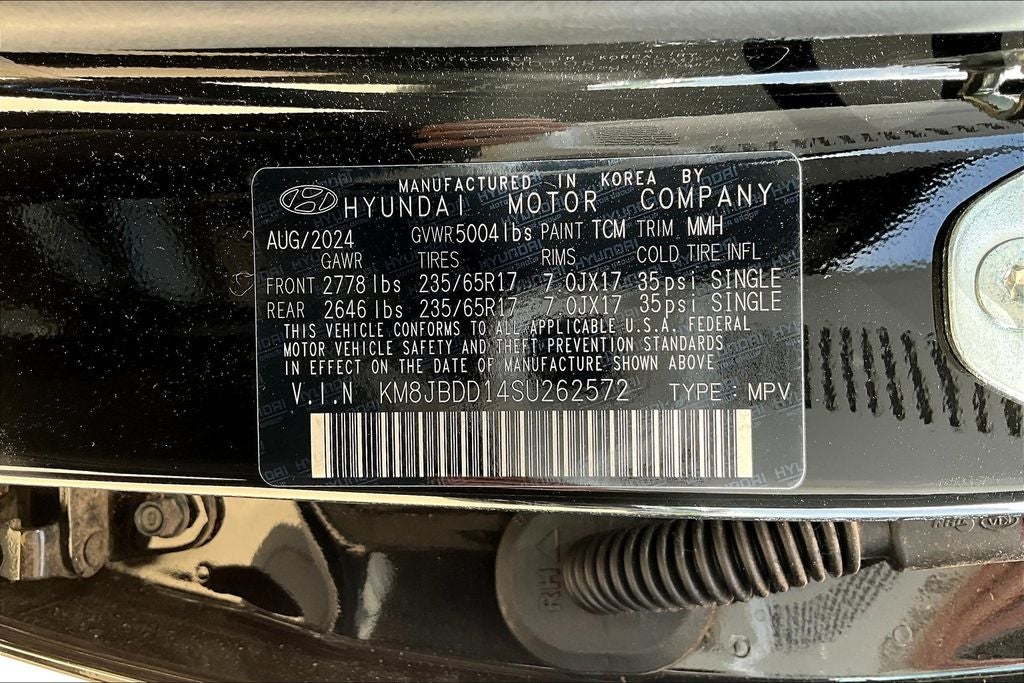 MANUFACTURED IN KOREA BY
HYUNDAI MOTOR COMPANY
AUG/2024 GVWR 5004 lbs PAINT TCM TRIM MMH
GAWR TIRES RIMS COLD TIRE INFL
FRONT 2778 lbs 235/65R17 7.0JX17 35psi SINGLE
REAR 2646 lbs 235/65R17 7.0JX17 35psi SINGLE
THIS VEHICLE CONFORMS TO ALL APPLICABLE U.S.A. FEDERAL
MOTOR VEHICLE SAFETY AND THEFT PREVENTION STANDARDS
IN EFFECT ON THE DATE OF MANUFACTURE SHOWN ABOVE
V.I.N KM8JBDD14SU262572 TYPE : MPV
RH